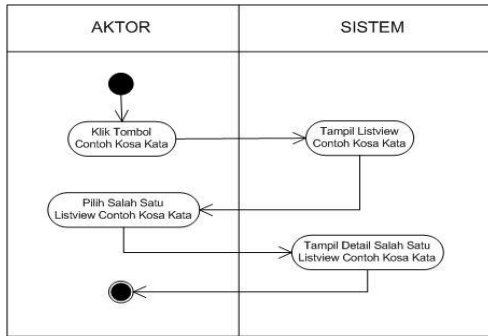 AKTOR
SISTEM
Klik Tombol
Contoh Kosa Kata
Tampil Listview
Contoh Kosa Kata
Pilih Salah Satu
Listview Contoh Kosa Kata
Tampil Detail Salah Satu
Listview Contoh Kosa Kata